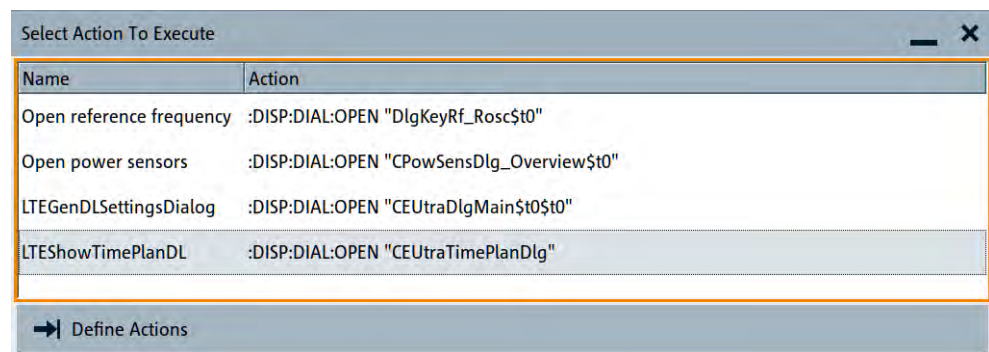 Select Action To Execute
Name Action
Open reference frequency :DISP:DIAL:OPEN "DlgKeyRf_Rosc$t0"
Open power sensors :DISP:DIAL:OPEN "CPowSensDlg_Overview$t0"
LTEGenDLSettingsDialog :DISP:DIAL:OPEN "CEUtraDlgMain$t0$t0"
LTEShowTimePlanDL :DISP:DIAL:OPEN "CEUtraTimePlanDlg"
Define Actions